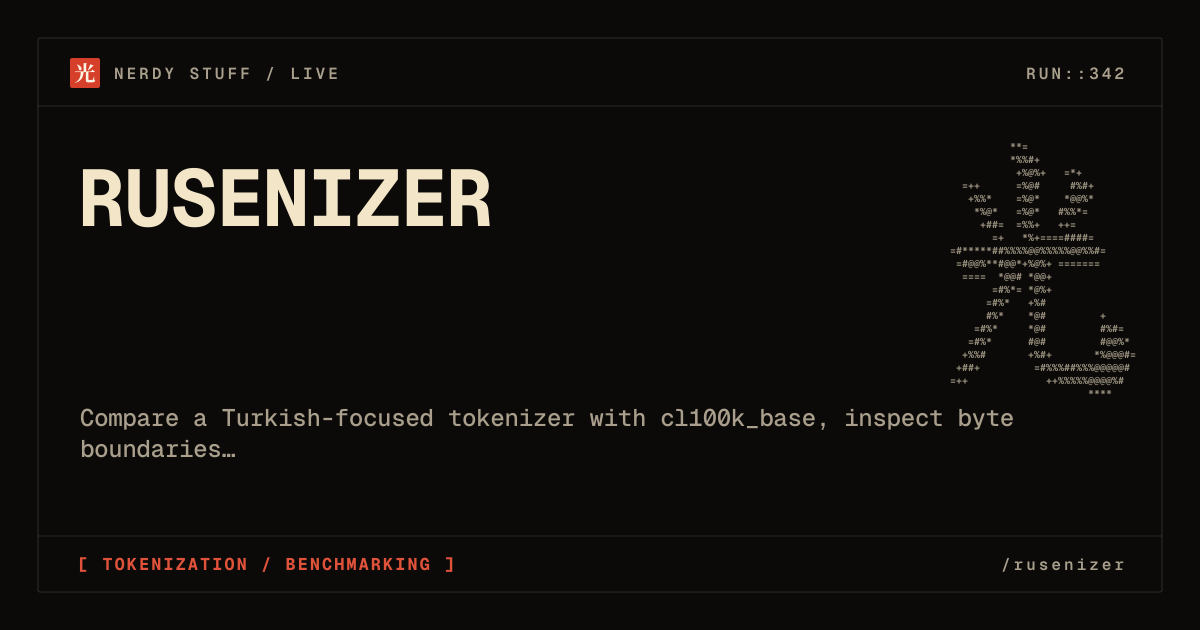 光 NERDY STUFF / LIVE
RUN::342
RUSENIZER
Compare a Turkish-focused tokenizer with cl100k_base, inspect byte
boundaries…
[ TOKENIZATION / BENCHMARKING ]
/rusenizer